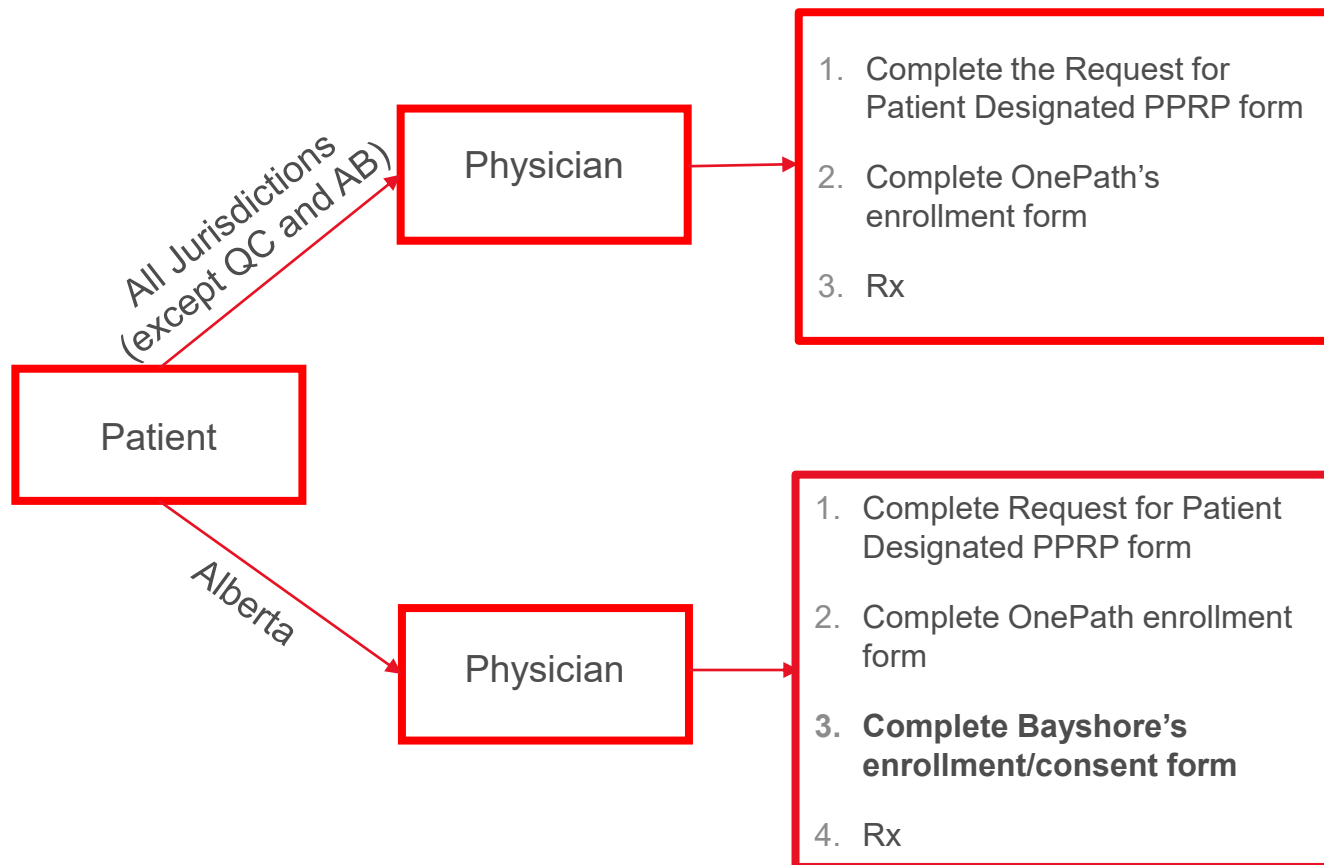 All Jurisdictions
(except QC and AB)
Physician
1. Complete the Request for
Patient Designated PPRP form
2. Complete OnePath’s
enrollment form
3. Rx
Patient
Alberta
Physician
1. Complete Request for Patient
Designated PPRP form
2. Complete OnePath enrollment
form
3. Complete Bayshore’s
enrollment/consent form
4. Rx